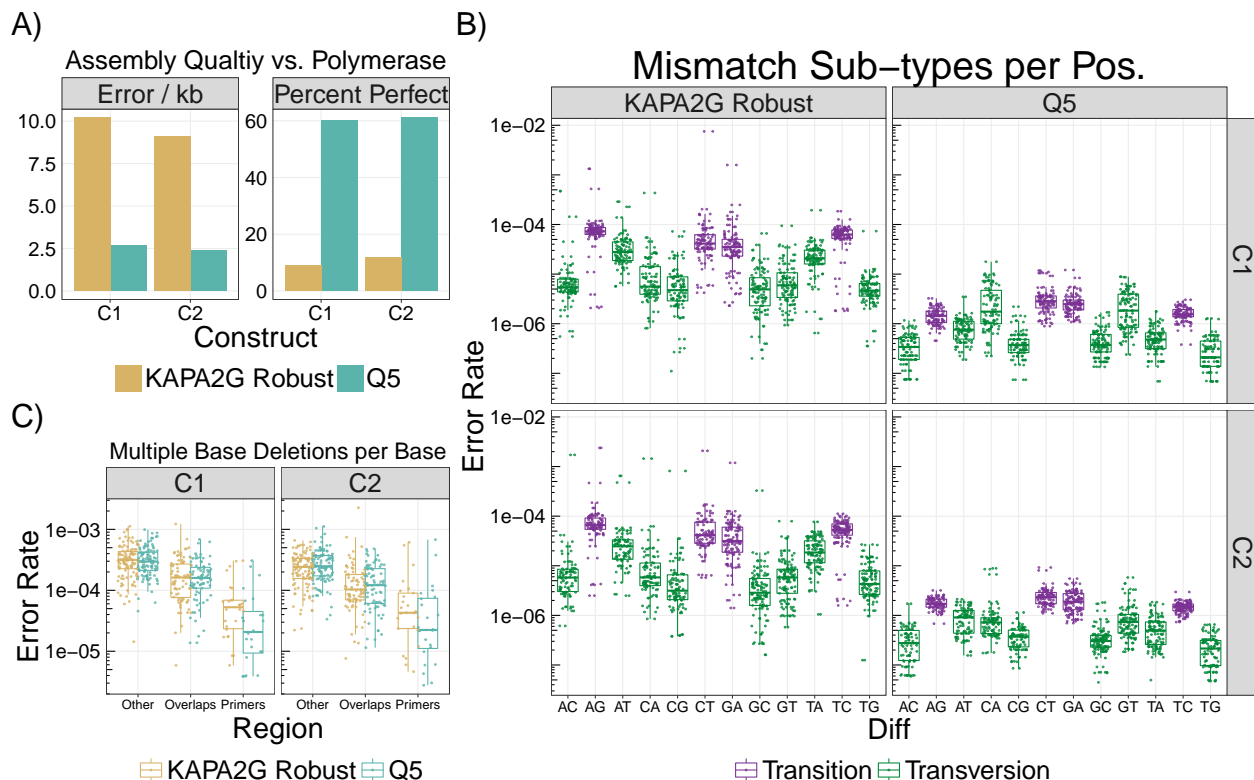 A)
Assembly Qualtiy vs. Polymerase
Error / kb
Percent Perfect
10.0
7.5
5.0
2.5
0.0
60
40
20
0
C1
C2
C1
C2
Construct
KAPA2G Robust
Q5
B)
Mismatch Sub−types per Pos.
KAPA2G Robust
Q5
C1
C2
1e−02
1e−04
1e−06
1e−02
1e−04
1e−06
Error Rate
AC AG AT CA CG CT GA GC GT TA TC TG
AC AG AT CA CG CT GA GC GT TA TC TG
Diff
Transition
Transversion
C)
Multiple Base Deletions per Base
C1
C2
1e−03
1e−04
1e−05
Error Rate
Other Overlaps Primers
Other Overlaps Primers
Region
KAPA2G Robust
Q5